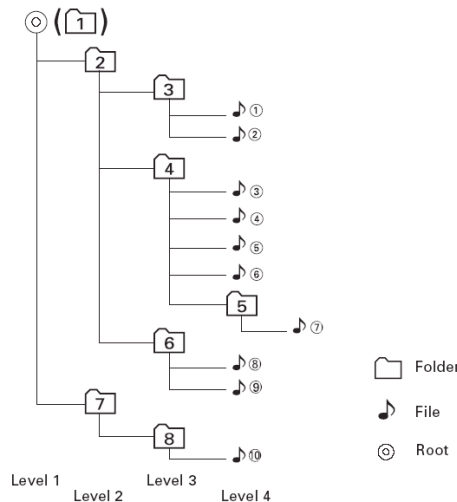 (1)
2
3
①
②
4
③
④
⑤
⑥
5
⑦
6
⑧
⑨
7
8
⑩
Folder
File
Root
Level 1
Level 2
Level 3
Level 4